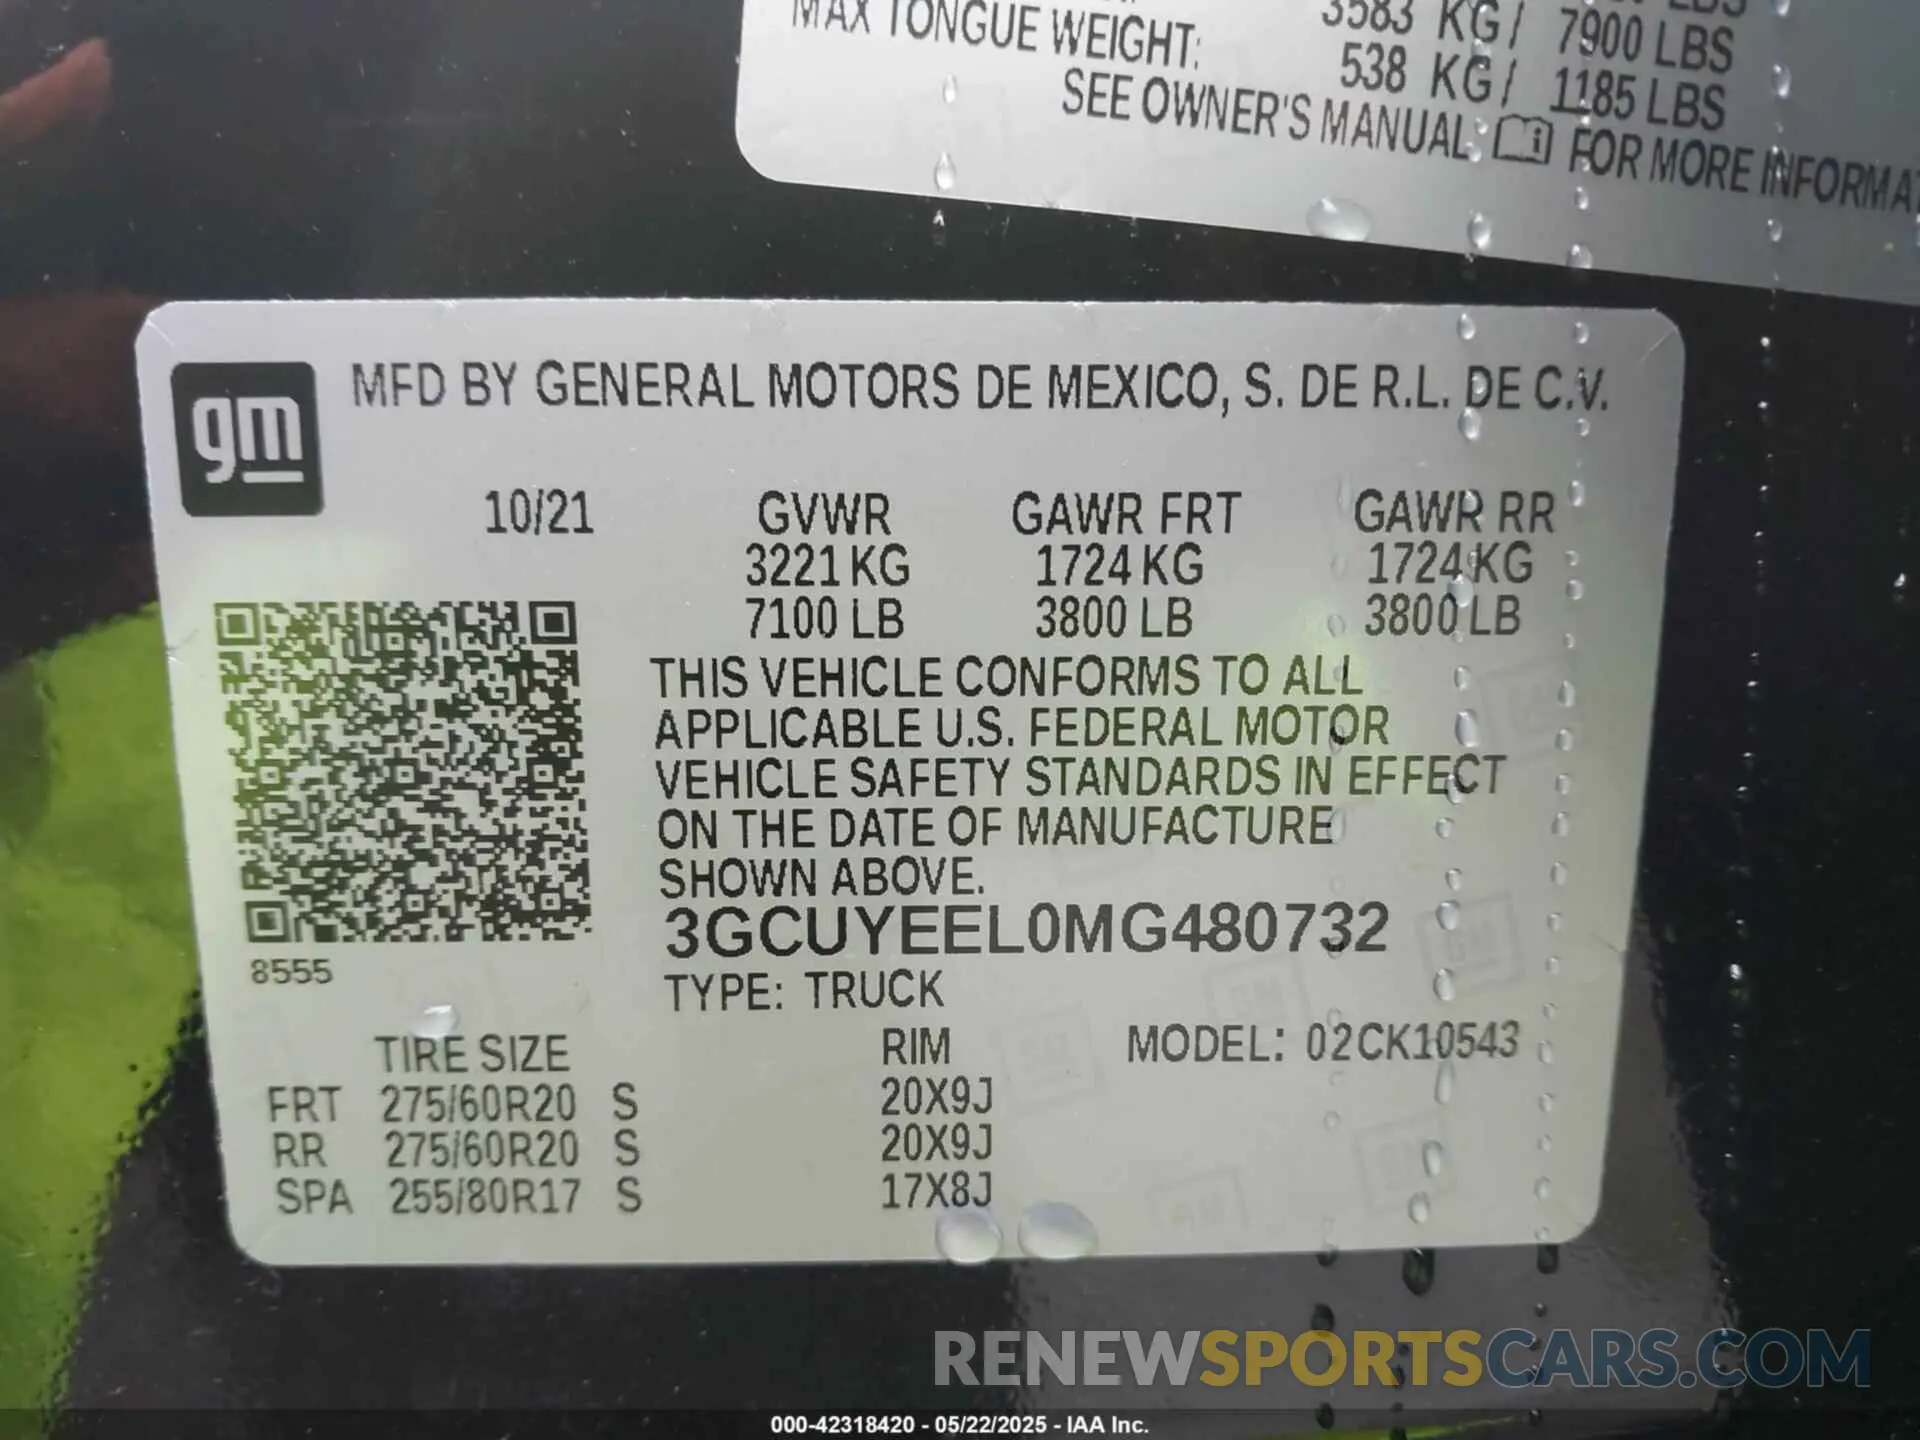 3583 KG/ 7900 LBS
MAX TONGUE WEIGHT: 538 KG/ 1185 LBS
SEE OWNER'S MANUAL FOR MORE
gm
MFD BY GENERAL MOTORS DE MEXICO, S. DE R.L. DE C.V.
10/21 GVWR GAWR FRT GAWR RR
3221 KG 1724 KG 1724 KG
7100 LB 3800 LB 3800 LB
THIS VEHICLE CONFORMS TO ALL
APPLICABLE U.S. FEDERAL MOTOR
VEHICLE SAFETY STANDARDS IN EFFECT
ON THE DATE OF MANUFACTURE
SHOWN ABOVE.
3GCUYEEL0MG480732
8555
TYPE: TRUCK
TIRE SIZE RIM MODEL: 02CK10543
FRT 275/60R20 S 20X9J
RR 275/60R20 S 20X9J
SPA 255/80R17 S 17X8J
RENEWSPORTSCARS.COM
000-42318420 - 05/22/2025 - IAA Inc.